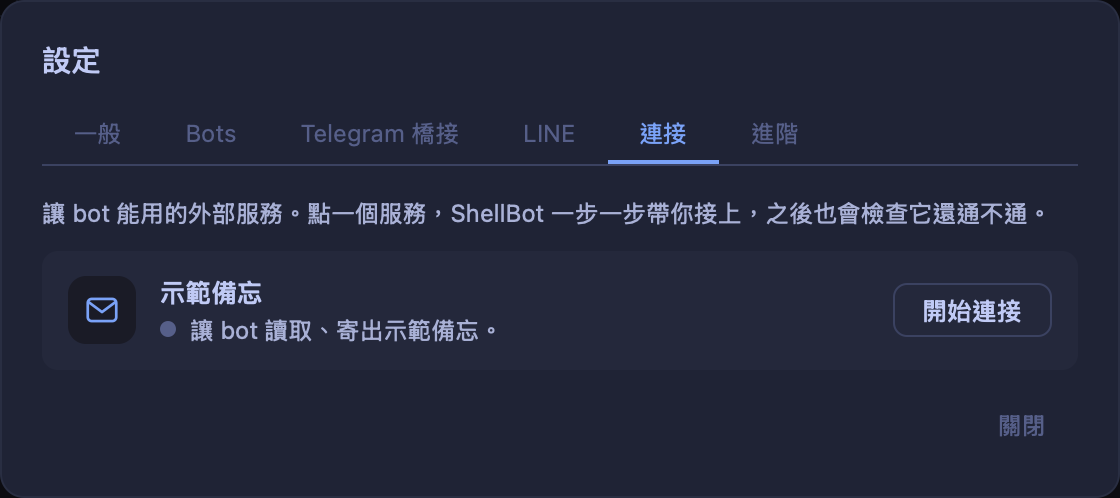 設定
一般 Bots Telegram 橋接 LINE 連接 進階
讓 bot 能用的外部服務。點一個服務，ShellBot 一步一步帶你接上，之後也會檢查它還通不通。
示範備忘
讓 bot 讀取、寄出示範備忘。
開始連接
關閉